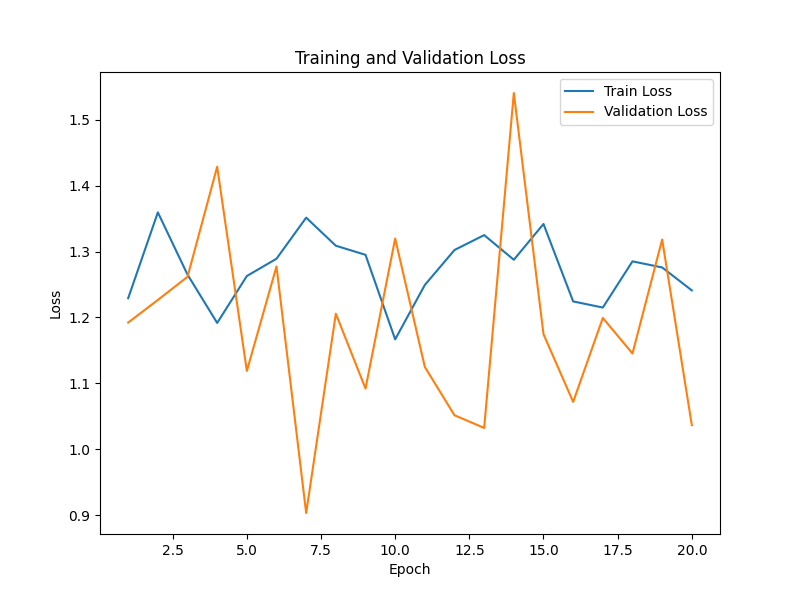 Training and Validation Loss
Train Loss
Validation Loss
1.5
1.4
1.3
1.2
1.1
1.0
0.9
Loss
2.5 5.0 7.5 10.0 12.5 15.0 17.5 20.0
Epoch